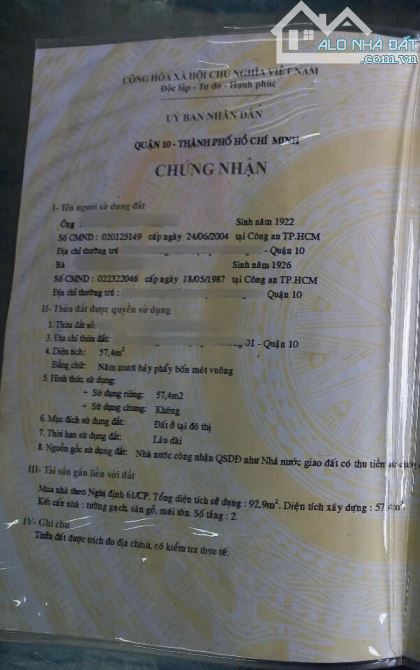 ALO NHÀ ĐẤT
.com.vn
CỘNG HÒA XÃ HỘI CHỦ NGHĨA VIỆT NAM
Độc lập - Tự do - Hạnh phúc
ỦY BAN NHÂN DÂN
QUẬN 10 - THÀNH PHỐ HỒ CHÍ MINH
CHỨNG NHẬN
I- Tên người sử dụng đất
Ông Sinh năm 1922
Số CMND : 020125149 cấp ngày 24/06/2004 tại Công an TP.HCM
Địa chỉ thường trú - Quận 10
Bà Sinh năm 1926
Số CMND : 022322046 cấp ngày 18/05/1987 tại Công an TP.HCM
Địa chỉ thường trú : Quận 10
II- Thửa đất được quyền sử dụng
1. Thửa đất số:
3. Địa chỉ thửa đất: 01 - Quận 10
4. Diện tích: 57,4m²
Bằng chữ: Năm mươi bảy phẩy bốn mét vuông
5. Hình thức sử dụng:
+ Sử dụng riêng: 57,4m2
+ Sử dụng chung: Không
6. Mục đích sử dụng đất: Đất ở tại đô thị
7. Thời hạn sử dụng đất: Lâu dài
8. Nguồn gốc sử dụng đất: Nhà nước công nhận QSDĐ như Nhà nước giao đất có thu tiền sử dụng
III- Tài sản gắn liền với đất
Mua nhà theo Nghị định 61/CP. Tổng diện tích sử dụng : 92,9m². Diện tích xây dựng : 57,4m².
Kết cấu nhà : tường gạch, sàn gỗ, mái tôn. Số tầng : 2.
IV- Ghi chú
Thửa đất được trích đo địa chính, có kiểm tra thực tế.